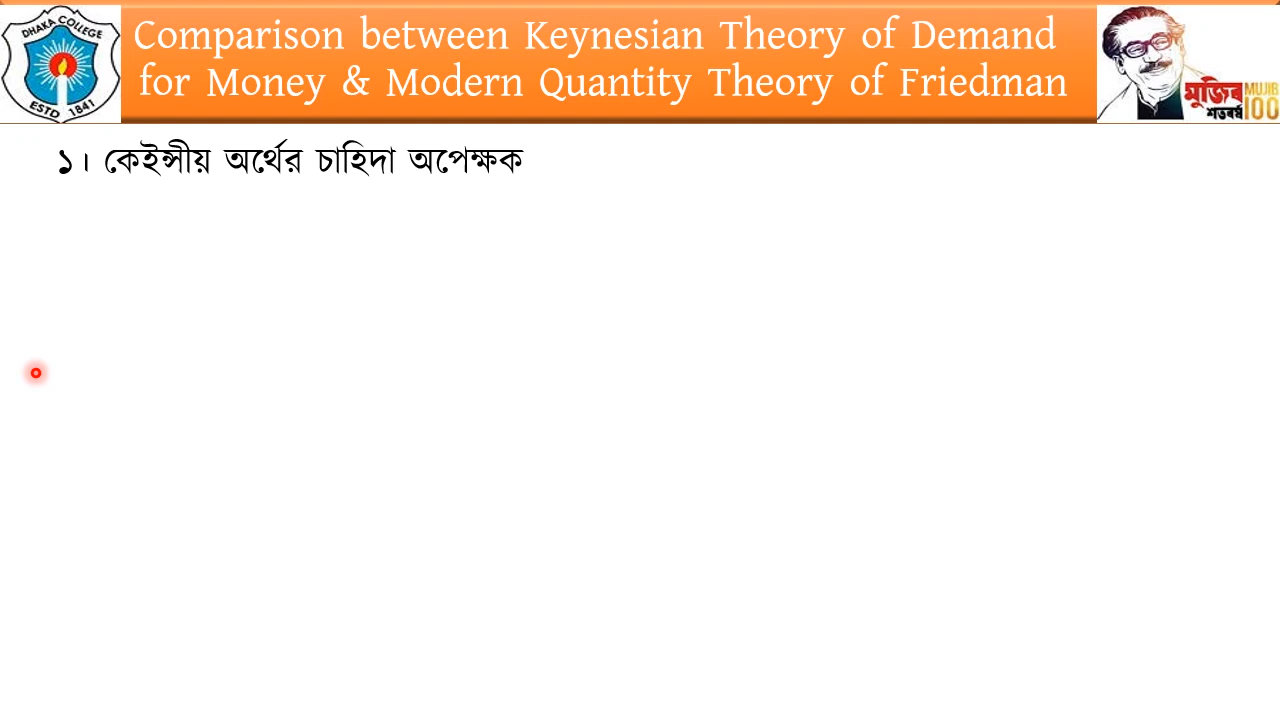 DHAKA COLLEGE
ESTD 1841
Comparison between Keynesian Theory of Demand
for Money & Modern Quantity Theory of Friedman
মুজিব
শতবর্ষ
MUJIB
100
১। কেইন্সীয় অর্থের চাহিদা অপেক্ষক